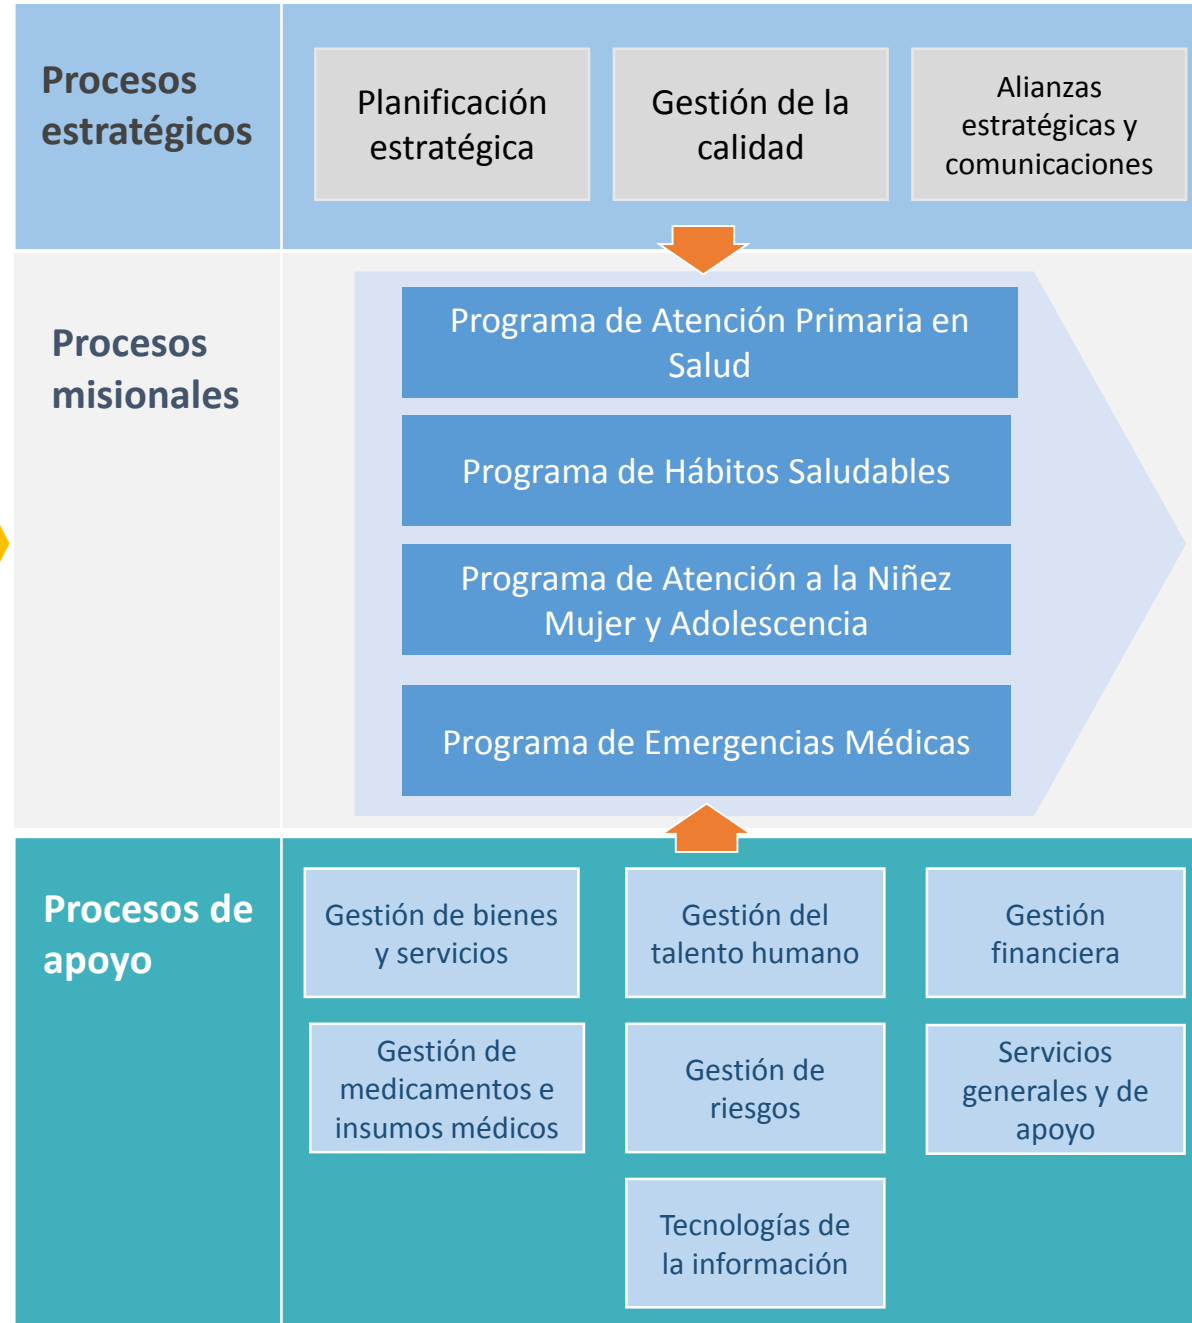 Procesos
estratégicos
Planificación
estratégica
Gestión de la
calidad
Alianzas
estratégicas y
comunicaciones
Procesos
misionales
Programa de Atención Primaria en
Salud
Programa de Hábitos Saludables
Programa de Atención a la Niñez
Mujer y Adolescencia
Programa de Emergencias Médicas
Procesos de
apoyo
Gestión de bienes
y servicios
Gestión del
talento humano
Gestión
financiera
Gestión de
medicamentos e
insumos médicos
Gestión de
riesgos
Servicios
generales y de
apoyo
Tecnologías de
la información